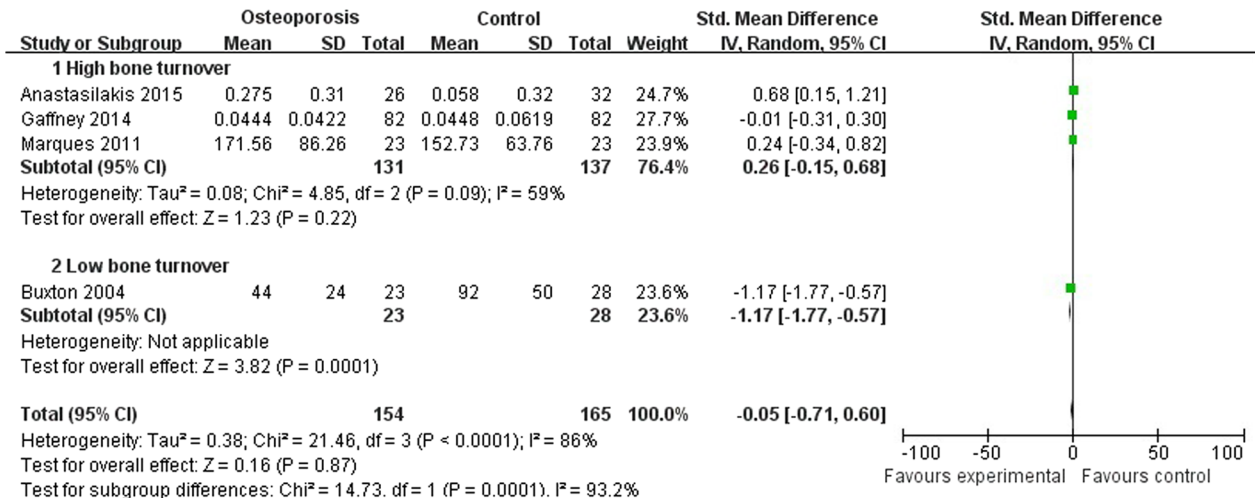 Osteoporosis Control Std. Mean Difference Std. Mean Difference
Study or Subgroup Mean SD Total Mean SD Total Weight IV, Random, 95% CI IV, Random, 95% CI
1 High bone turnover
Anastasilakis 2015 0.275 0.31 26 0.058 0.32 32 24.7% 0.68 [0.15, 1.21]
Gaffney 2014 0.0444 0.0422 82 0.0448 0.0619 82 27.7% -0.01 [-0.31, 0.30]
Marques 2011 171.56 86.26 23 152.73 63.76 23 23.9% 0.24 [-0.34, 0.82]
Subtotal (95% CI) 131 137 76.4% 0.26 [-0.15, 0.68]
Heterogeneity: Tau² = 0.08; Chi² = 4.85, df = 2 (P = 0.09); I² = 59%
Test for overall effect: Z = 1.23 (P = 0.22)
2 Low bone turnover
Buxton 2004 44 24 23 92 50 28 23.6% -1.17 [-1.77, -0.57]
Subtotal (95% CI) 23 28 23.6% -1.17 [-1.77, -0.57]
Heterogeneity: Not applicable
Test for overall effect: Z = 3.82 (P = 0.0001)
Total (95% CI) 154 165 100.0% -0.05 [-0.71, 0.60]
Heterogeneity: Tau² = 0.38; Chi² = 21.46, df = 3 (P < 0.0001); I² = 86%
Test for overall effect: Z = 0.16 (P = 0.87)
Test for subgroup differences: Chi² = 14.73, df = 1 (P = 0.0001), I² = 93.2%
-100 -50 0 50 100
Favours experimental Favours control